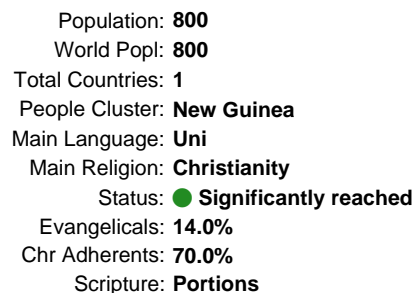 Population: 800
World Popl: 800
Total Countries: 1
People Cluster: New Guinea
Main Language: Uni
Main Religion: Christianity
Status: Significantly reached
Evangelicals: 14.0%
Chr Adherents: 70.0%
Scripture: Portions